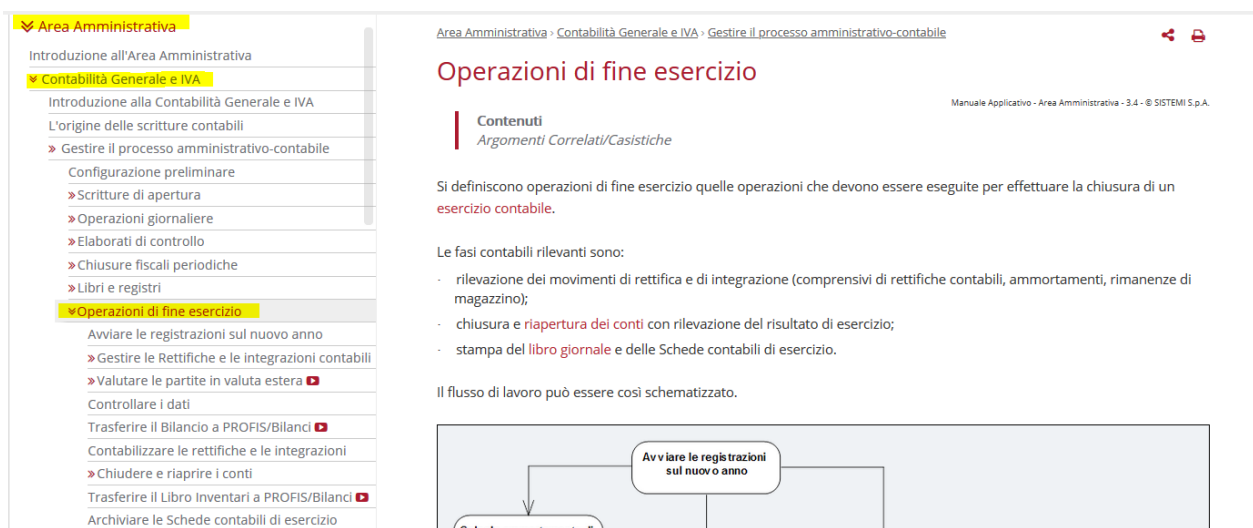 Area Amministrativa
Introduzione all'Area Amministrativa
Contabilità Generale e IVA
Introduzione alla Contabilità Generale e IVA
L'origine delle scritture contabili
Gestire il processo amministrativo-contabile
Configurazione preliminare
Scritture di apertura
Operazioni giornaliere
Elaborati di controllo
Chiusure fiscali periodiche
Libri e registri
Operazioni di fine esercizio
Avviare le registrazioni sul nuovo anno
Gestire le Rettifiche e le integrazioni contabili
Valutare le partite in valuta estera
Controllare i dati
Trasferire il Bilancio a PROFIS/Bilanci
Contabilizzare le rettifiche e le integrazioni
Chiudere e riaprire i conti
Trasferire il Libro Inventari a PROFIS/Bilanci
Archiviare le Schede contabili di esercizio
Area Amministrativa › Contabilità Generale e IVA › Gestire il processo amministrativo-contabile
Operazioni di fine esercizio
Manuale Applicativo - Area Amministrativa - 3.4 - © SISTEMI S.p.A.
Contenuti
Argomenti Correlati/Casistiche
Si definiscono operazioni di fine esercizio quelle operazioni che devono essere eseguite per effettuare la chiusura di un
esercizio contabile.
Le fasi contabili rilevanti sono:
· rilevazione dei movimenti di rettifica e di integrazione (comprensivi di rettifiche contabili, ammortamenti, rimanenze di
magazzino);
· chiusura e riapertura dei conti con rilevazione del risultato di esercizio;
· stampa del libro giornale e delle Schede contabili di esercizio.
Il flusso di lavoro può essere così schematizzato.
Avviare le registrazioni
sul nuovo anno